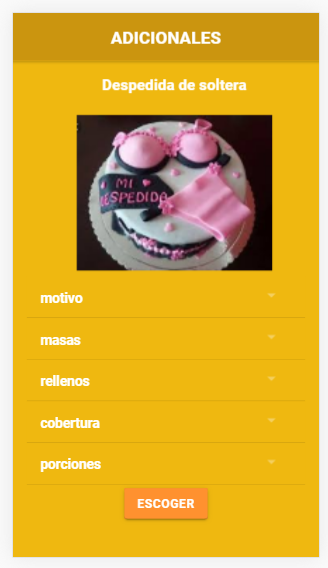 ADICIONALES
Despedida de soltera
MI
DESPEDIDA
motivo
masas
rellenos
cobertura
porciones
ESCOGER